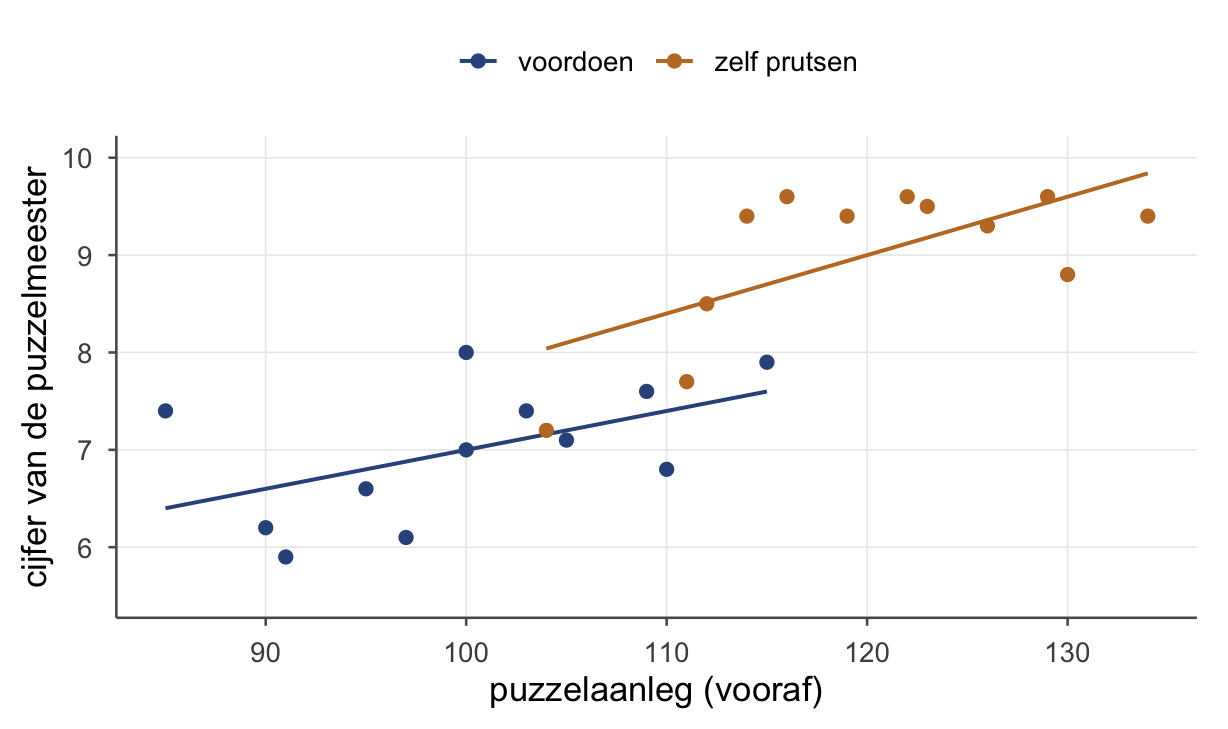 voordoen zelf prutsen
10
9
8
7
6
cijfer van de puzzelmeester
90 100 110 120 130
puzzelaanleg (vooraf)